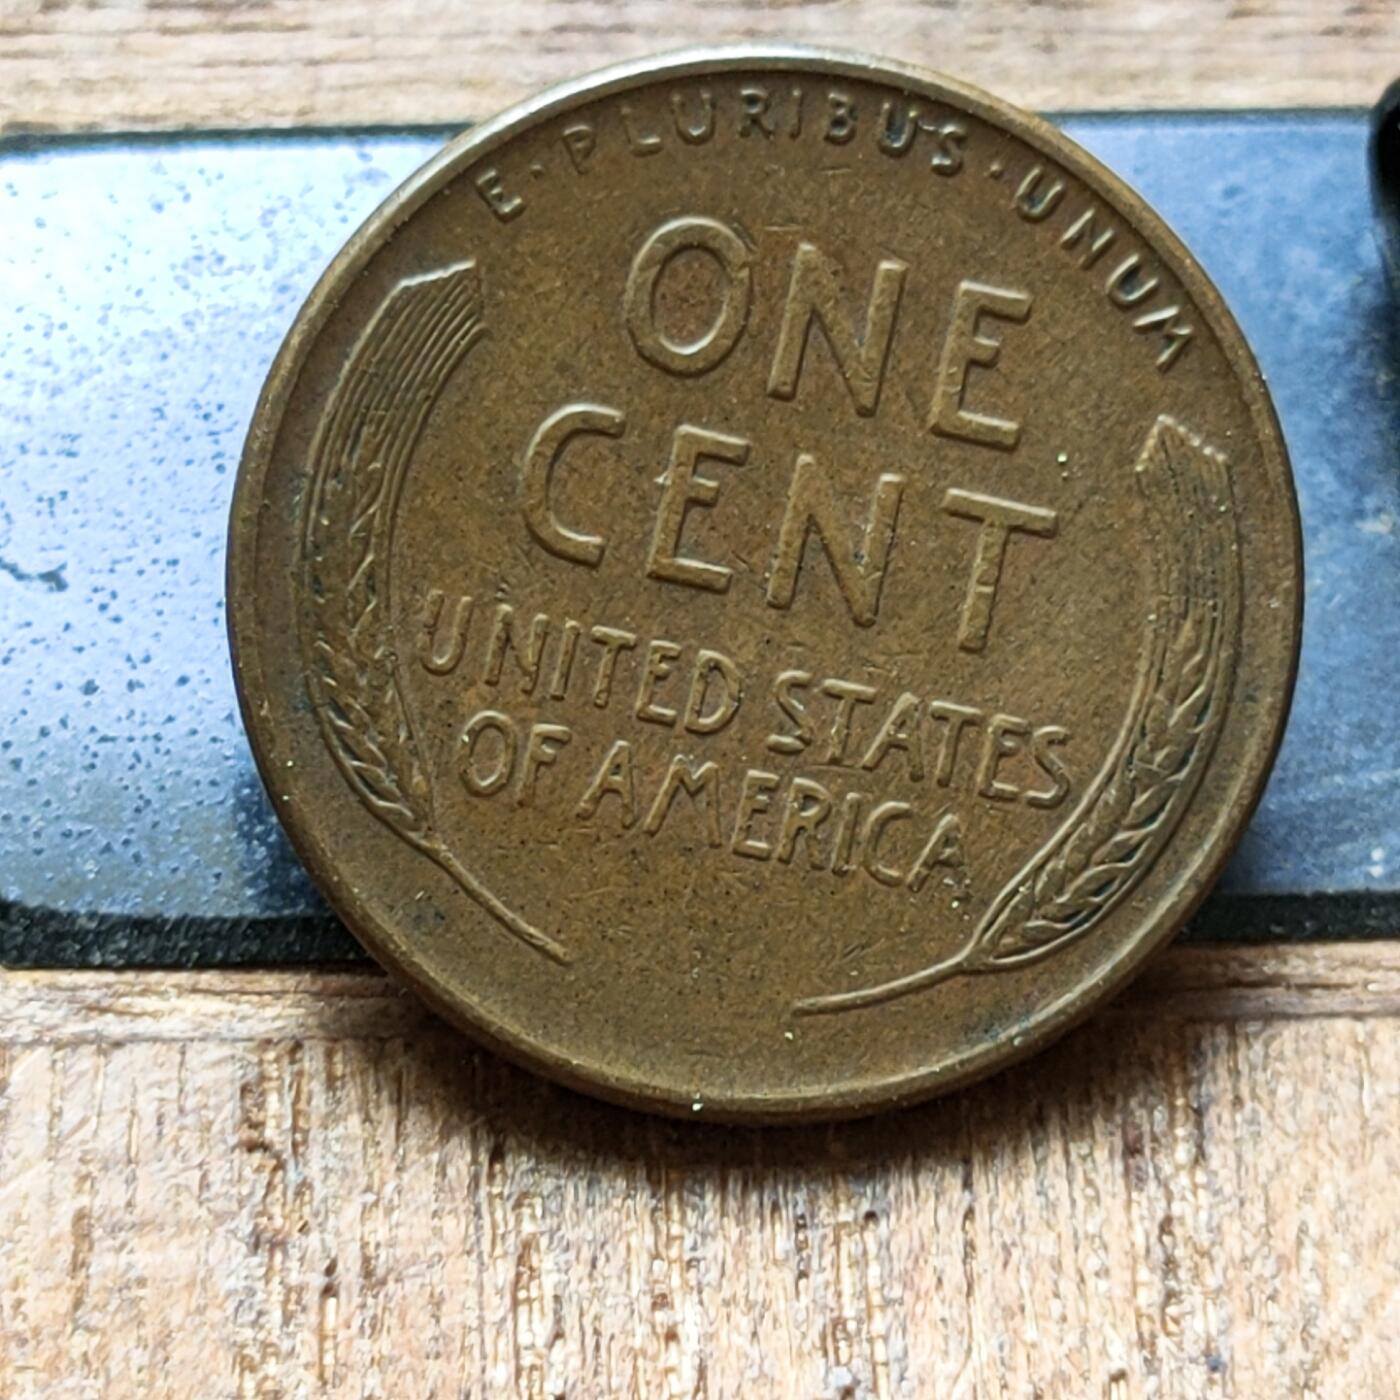 E·PLURIBUS·UNUM
ONE
CENT
UNITED STATES
OF AMERICA